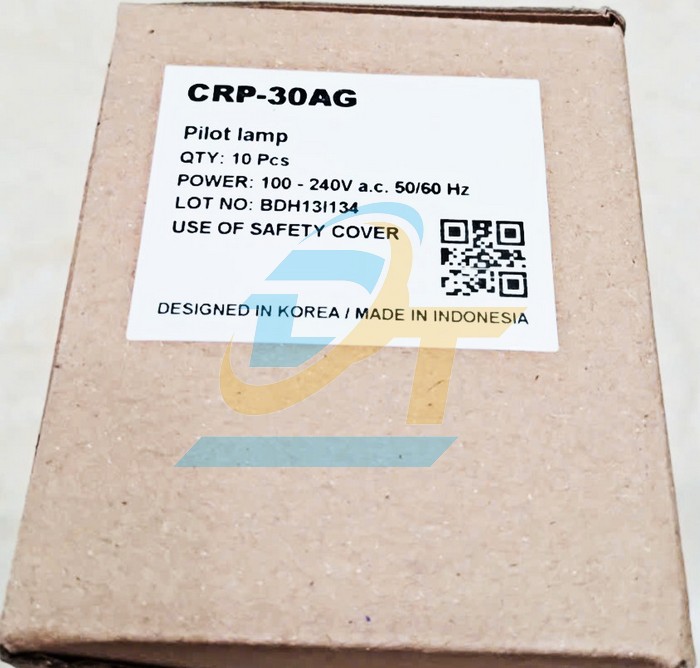 CRP-30AG
Pilot lamp
QTY: 10 Pcs
POWER: 100 - 240V a.c. 50/60 Hz
LOT NO: BDH13I134
USE OF SAFETY COVER
DESIGNED IN KOREA / MADE IN INDONESIA
DT